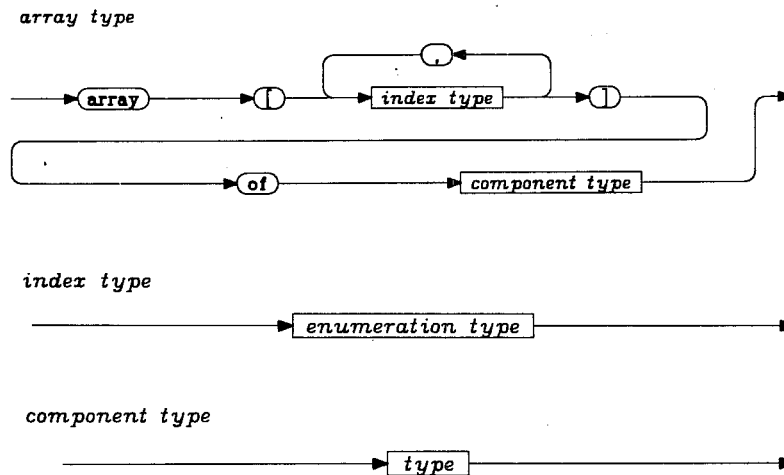 array type
,
array [ index type ]
of component type
index type
enumeration type
component type
type